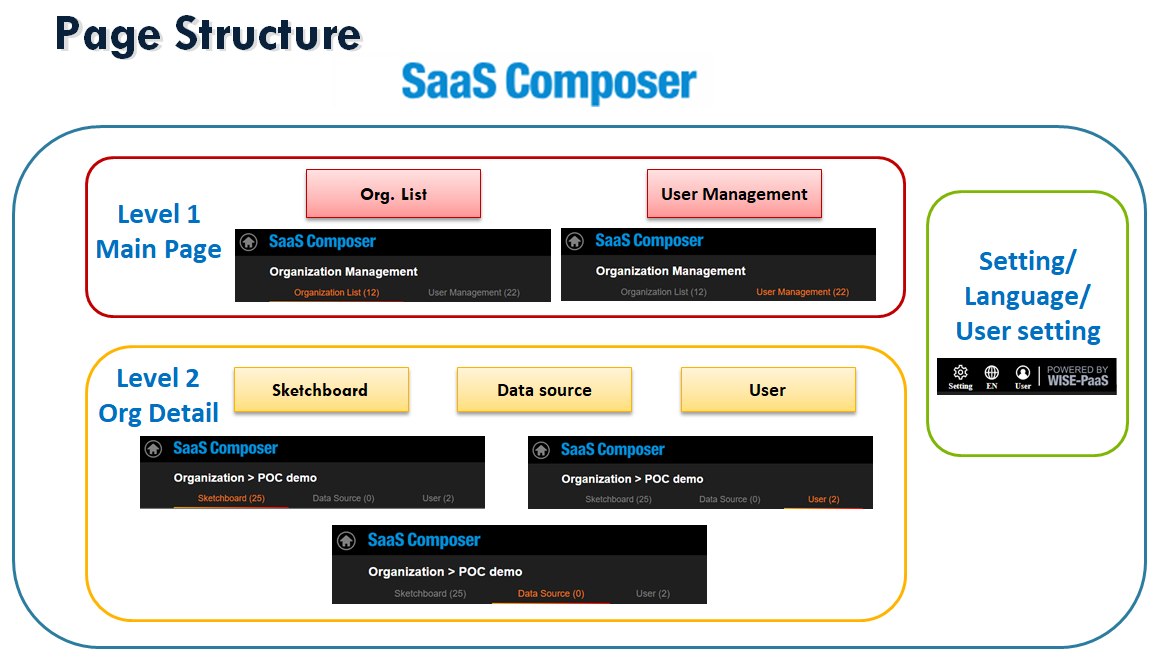 Page Structure
SaaS Composer
Level 1
Main Page
Org. List
User Management
SaaS Composer
Organization Management
Organization List (12)
User Management (22)
SaaS Composer
Organization Management
Organization List (12)
User Management (22)
Setting/
Language/
User setting
Setting
EN
User
POWERED BY
WISE-PaaS
Level 2
Org Detail
Sketchboard
Data source
User
SaaS Composer
Organization > POC demo
Sketchboard (25)
Data Source (0)
User (2)
SaaS Composer
Organization > POC demo
Sketchboard (25)
Data Source (0)
User (2)
SaaS Composer
Organization > POC demo
Sketchboard (25)
Data Source (0)
User (2)